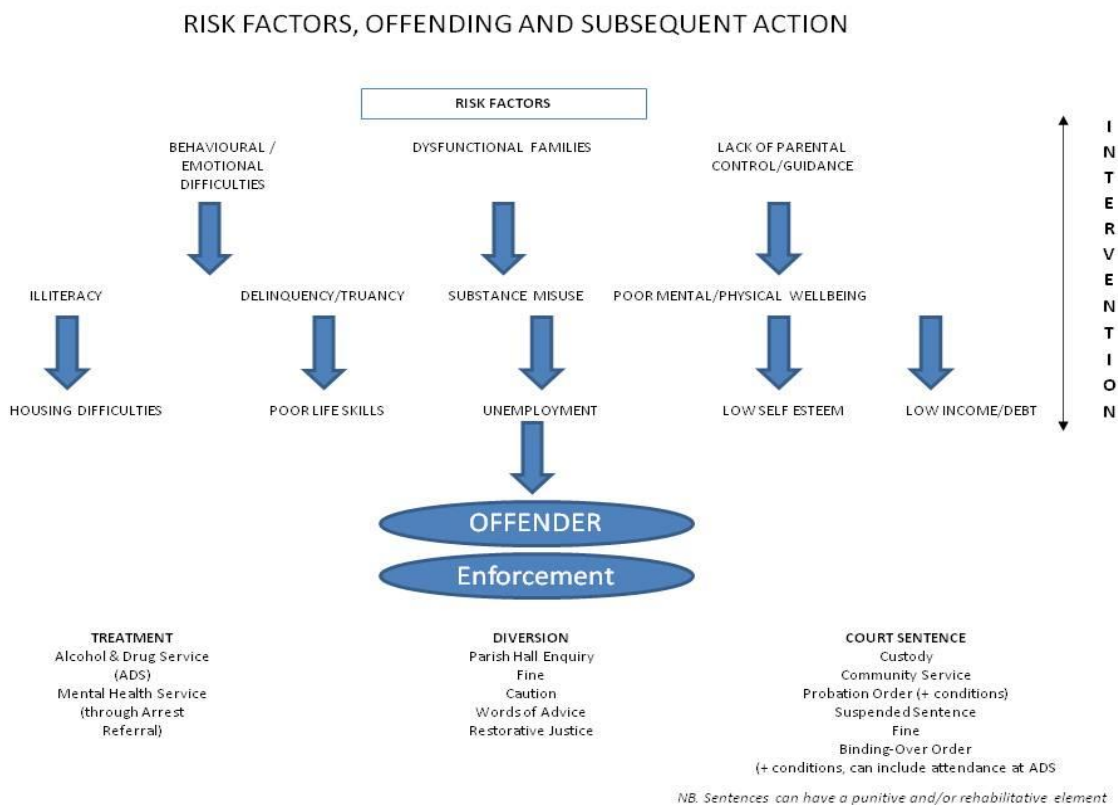 RISK FACTORS, OFFENDING AND SUBSEQUENT ACTION
RISK FACTORS
BEHAVIOURAL /
EMOTIONAL
DIFFICULTIES
DYSFUNCTIONAL FAMILIES
LACK OF PARENTAL
CONTROL/GUIDANCE
ILLITERACY
DELINQUENCY/TRUANCY
SUBSTANCE MISUSE
POOR MENTAL/PHYSICAL WELLBEING
HOUSING DIFFICULTIES
POOR LIFE SKILLS
UNEMPLOYMENT
LOW SELF ESTEEM
LOW INCOME/DEBT
INTERVENTION
OFFENDER
Enforcement
TREATMENT
Alcohol & Drug Service
(ADS)
Mental Health Service
(through Arrest
Referral)
DIVERSION
Parish Hall Enquiry
Fine
Caution
Words of Advice
Restorative Justice
COURT SENTENCE
Custody
Community Service
Probation Order (+ conditions)
Suspended Sentence
Fine
Binding-Over Order
(+ conditions, can include attendance at ADS
NB. Sentences can have a punitive and/or rehabilitative element